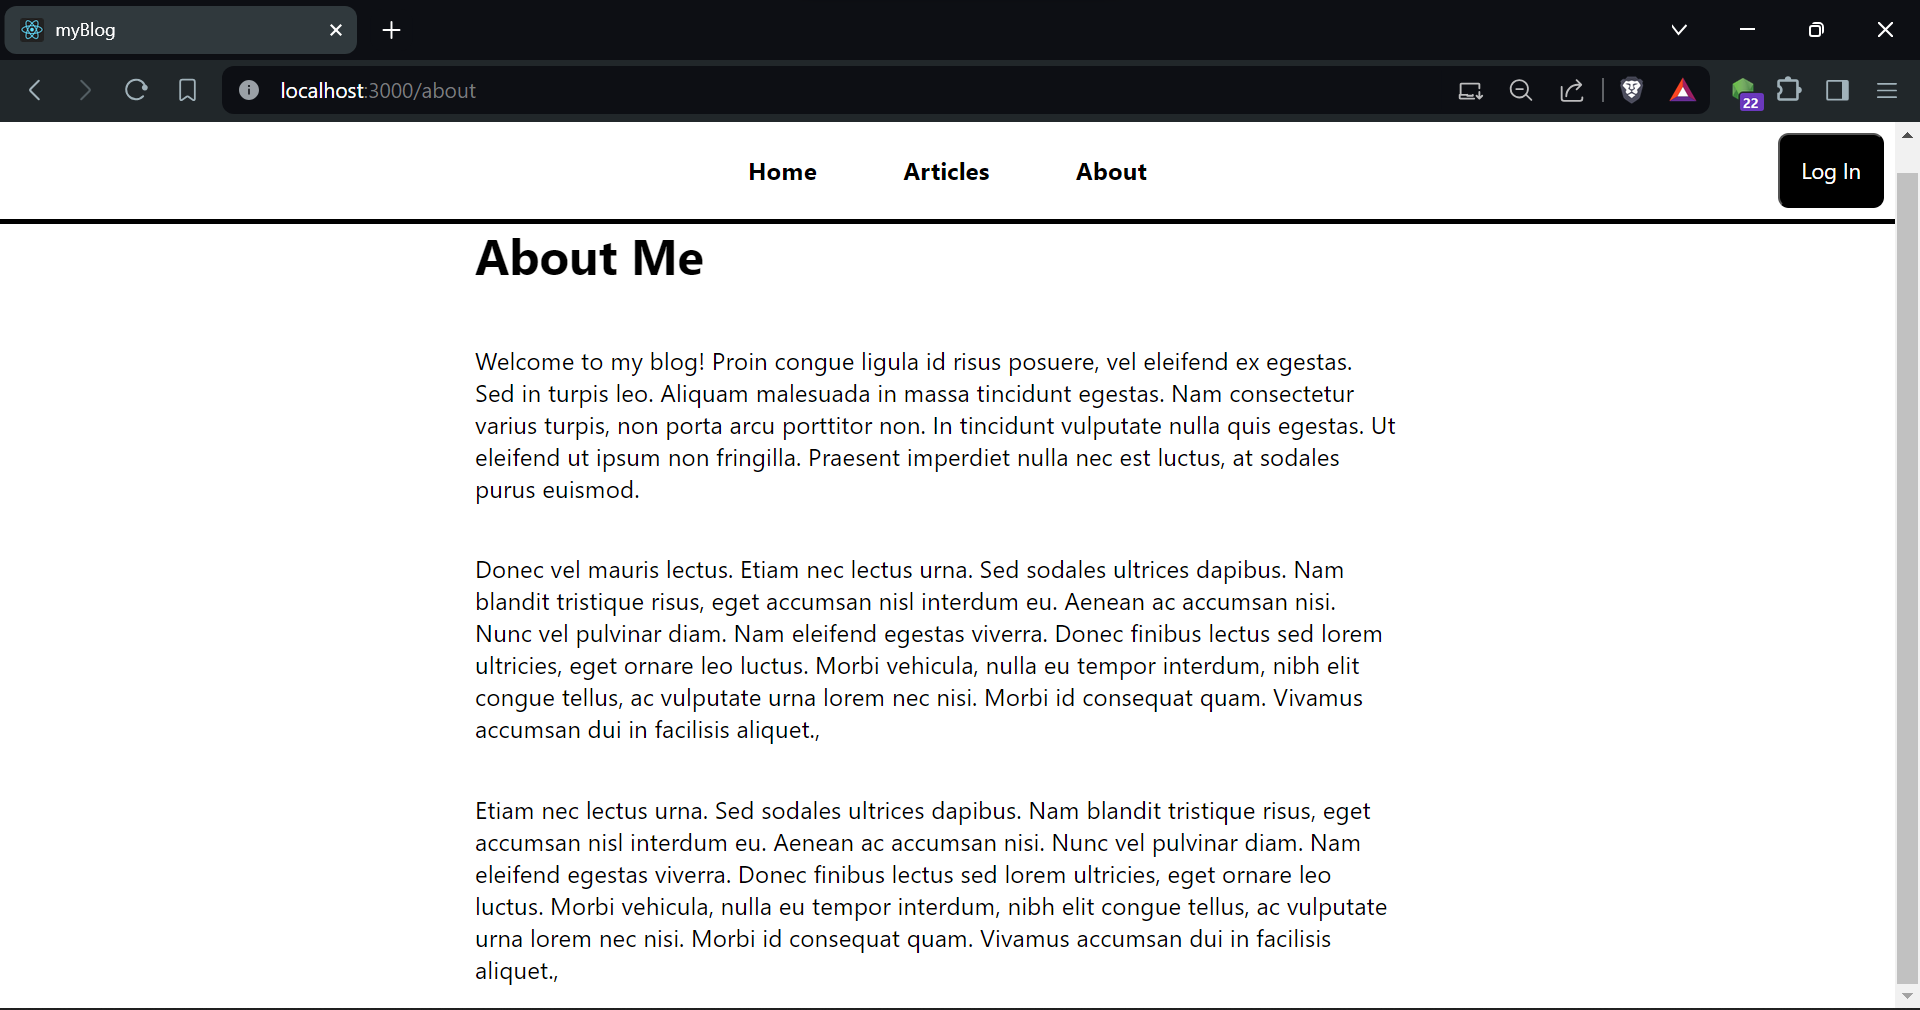 myBlog
localhost:3000/about
22
Home Articles About Log In
About Me
Welcome to my blog! Proin congue ligula id risus posuere, vel eleifend ex egestas.
Sed in turpis leo. Aliquam malesuada in massa tincidunt egestas. Nam consectetur
varius turpis, non porta arcu porttitor non. In tincidunt vulputate nulla quis egestas. Ut
eleifend ut ipsum non fringilla. Praesent imperdiet nulla nec est luctus, at sodales
purus euismod.
Donec vel mauris lectus. Etiam nec lectus urna. Sed sodales ultrices dapibus. Nam
blandit tristique risus, eget accumsan nisl interdum eu. Aenean ac accumsan nisi.
Nunc vel pulvinar diam. Nam eleifend egestas viverra. Donec finibus lectus sed lorem
ultricies, eget ornare leo luctus. Morbi vehicula, nulla eu tempor interdum, nibh elit
congue tellus, ac vulputate urna lorem nec nisi. Morbi id consequat quam. Vivamus
accumsan dui in facilisis aliquet.,
Etiam nec lectus urna. Sed sodales ultrices dapibus. Nam blandit tristique risus, eget
accumsan nisl interdum eu. Aenean ac accumsan nisi. Nunc vel pulvinar diam. Nam
eleifend egestas viverra. Donec finibus lectus sed lorem ultricies, eget ornare leo
luctus. Morbi vehicula, nulla eu tempor interdum, nibh elit congue tellus, ac vulputate
urna lorem nec nisi. Morbi id consequat quam. Vivamus accumsan dui in facilisis
aliquet.,